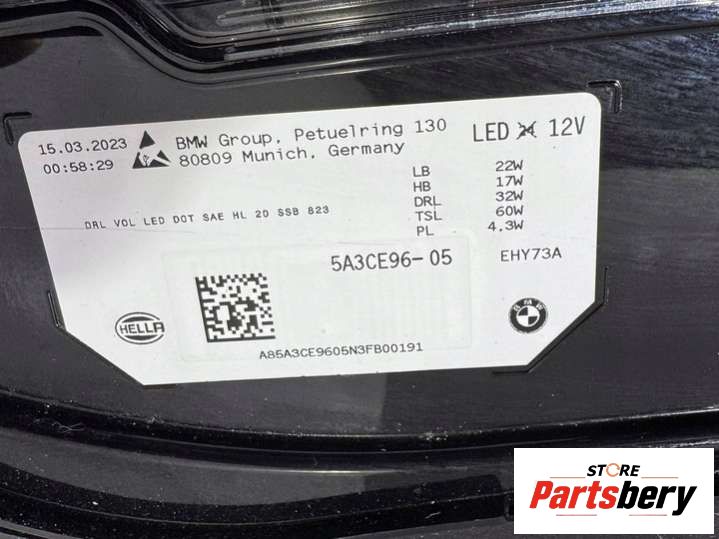 15.03.2023
00:58:29
BMW Group, Petuelring 130
80809 Munich, Germany
LED 12V
LB 22W
HB 17W
DRL 32W
TSL 60W
PL 4.3W
DRL VOL LED DOT SAE HL 20 SSB 823
5A3CE96-05
EHY73A
HELLA
BMW
A85A3CE9605N3FB00191
STORE
Partsbery